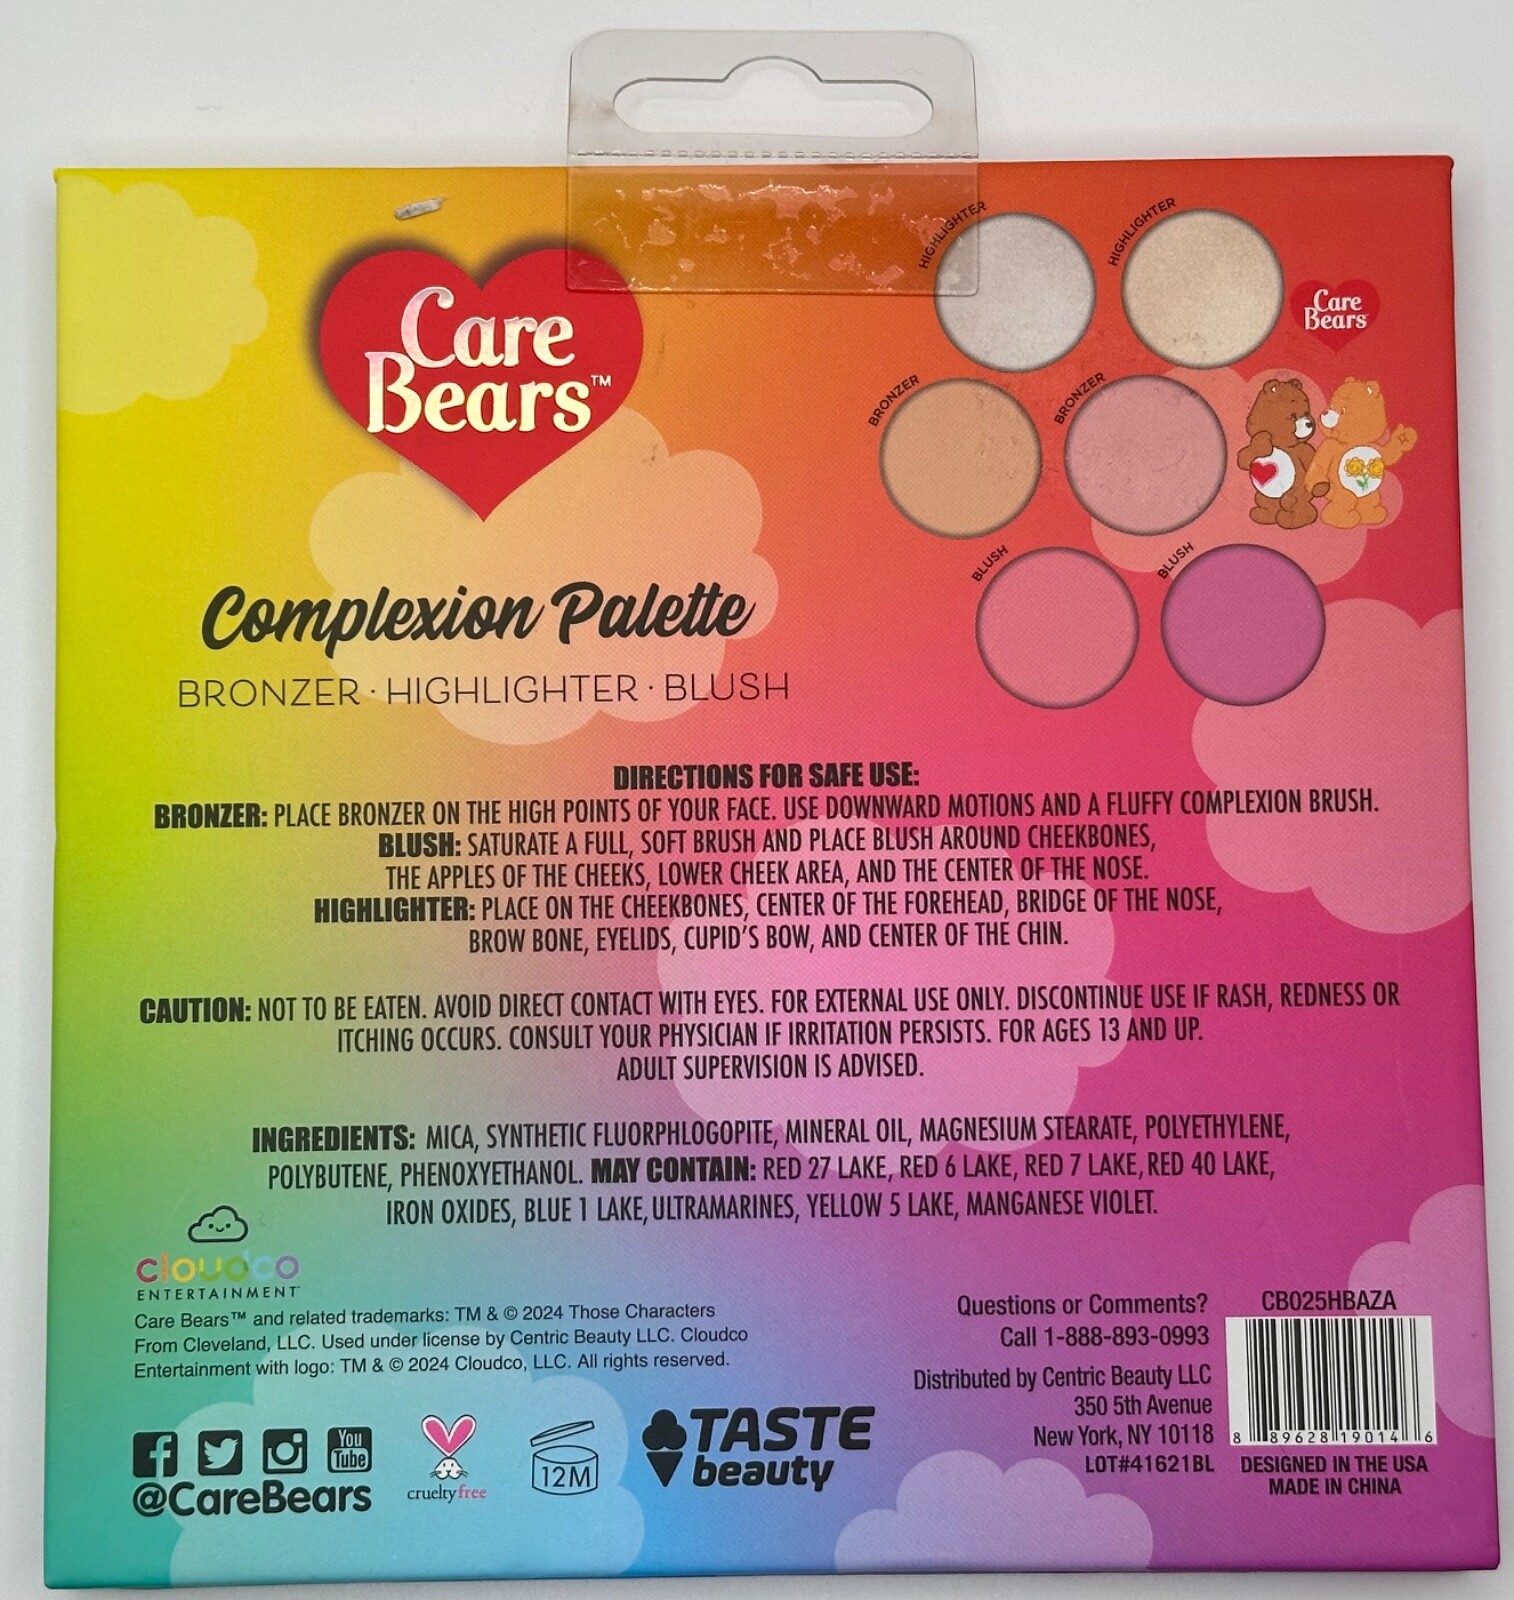 Care
Bears™
Complexion Palette
BRONZER · HIGHLIGHTER · BLUSH
HIGHLIGHTER
HIGHLIGHTER
Care
Bears
BRONZER
BRONZER
BLUSH
BLUSH
DIRECTIONS FOR SAFE USE:
BRONZER: PLACE BRONZER ON THE HIGH POINTS OF YOUR FACE. USE DOWNWARD MOTIONS AND A FLUFFY COMPLEXION BRUSH.
BLUSH: SATURATE A FULL, SOFT BRUSH AND PLACE BLUSH AROUND CHEEKBONES,
THE APPLES OF THE CHEEKS, LOWER CHEEK AREA, AND THE CENTER OF THE NOSE.
HIGHLIGHTER: PLACE ON THE CHEEKBONES, CENTER OF THE FOREHEAD, BRIDGE OF THE NOSE,
BROW BONE, EYELIDS, CUPID'S BOW, AND CENTER OF THE CHIN.
CAUTION: NOT TO BE EATEN. AVOID DIRECT CONTACT WITH EYES. FOR EXTERNAL USE ONLY. DISCONTINUE USE IF RASH, REDNESS OR
ITCHING OCCURS. CONSULT YOUR PHYSICIAN IF IRRITATION PERSISTS. FOR AGES 13 AND UP.
ADULT SUPERVISION IS ADVISED.
INGREDIENTS: MICA, SYNTHETIC FLUORPHLOGOPITE, MINERAL OIL, MAGNESIUM STEARATE, POLYETHYLENE,
POLYBUTENE, PHENOXYETHANOL. MAY CONTAIN: RED 27 LAKE, RED 6 LAKE, RED 7 LAKE, RED 40 LAKE,
IRON OXIDES, BLUE 1 LAKE, ULTRAMARINES, YELLOW 5 LAKE, MANGANESE VIOLET.
cloudco
ENTERTAINMENT
Care Bears™ and related trademarks: TM & © 2024 Those Characters
From Cleveland, LLC. Used under license by Centric Beauty LLC. Cloudco
Entertainment with logo: TM & © 2024 Cloudco, LLC. All rights reserved.
You
Tube
@CareBears
crueltyfree
12M
TASTE
beauty
Questions or Comments?
Call 1-888-893-0993
Distributed by Centric Beauty LLC
350 5th Avenue
New York, NY 10118
LOT#41621BL
CB025HBAZA
8 89628 19014 6
DESIGNED IN THE USA
MADE IN CHINA